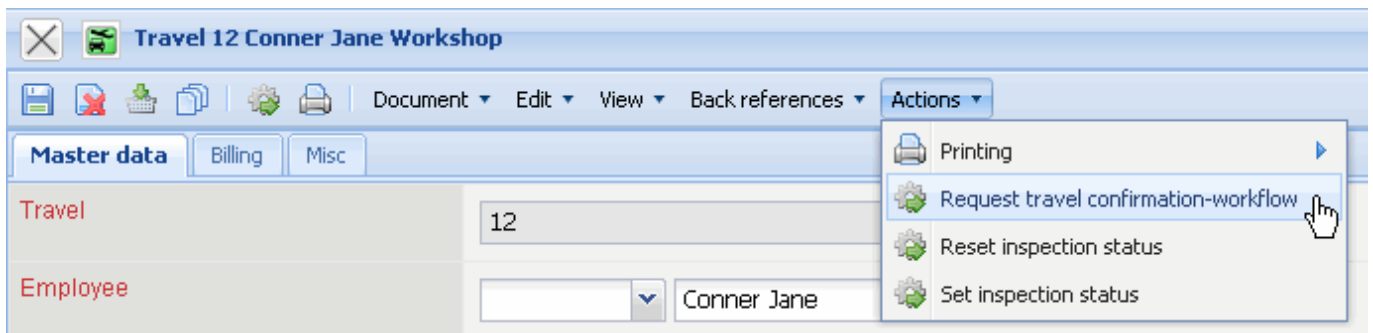 Travel 12 Conner Jane Workshop
Document Edit View Back references Actions
Master data Billing Misc
Printing
Request travel confirmation-workflow
Reset inspection status
Set inspection status
Travel
12
Employee
Conner Jane